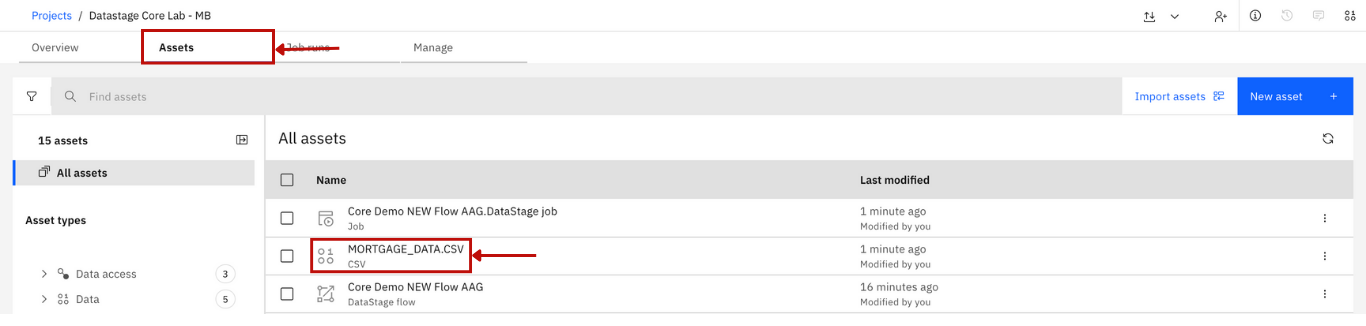 Projects / Datastage Core Lab - MB
Overview Assets Job runs Manage
Find assets Import assets New asset +
15 assets
All assets
All assets
Asset types
Data access 3
Data 5
Name Last modified
Core Demo NEW Flow AAG.DataStage job 1 minute ago
Job Modified by you
MORTGAGE_DATA.CSV 1 minute ago
CSV Modified by you
Core Demo NEW Flow AAG 16 minutes ago
DataStage flow Modified by you